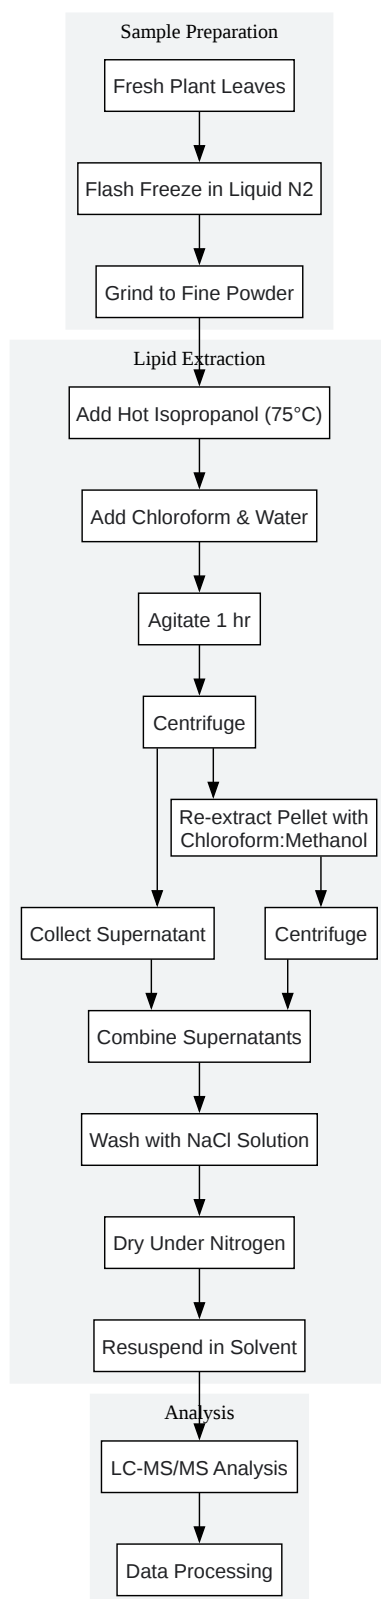 Sample Preparation
Fresh Plant Leaves
Flash Freeze in Liquid N2
Grind to Fine Powder
Lipid Extraction
Add Hot Isopropanol (75°C)
Add Chloroform & Water
Agitate 1 hr
Centrifuge
Re-extract Pellet with
Chloroform:Methanol
Collect Supernatant
Centrifuge
Combine Supernatants
Wash with NaCl Solution
Dry Under Nitrogen
Resuspend in Solvent
Analysis
LC-MS/MS Analysis
Data Processing